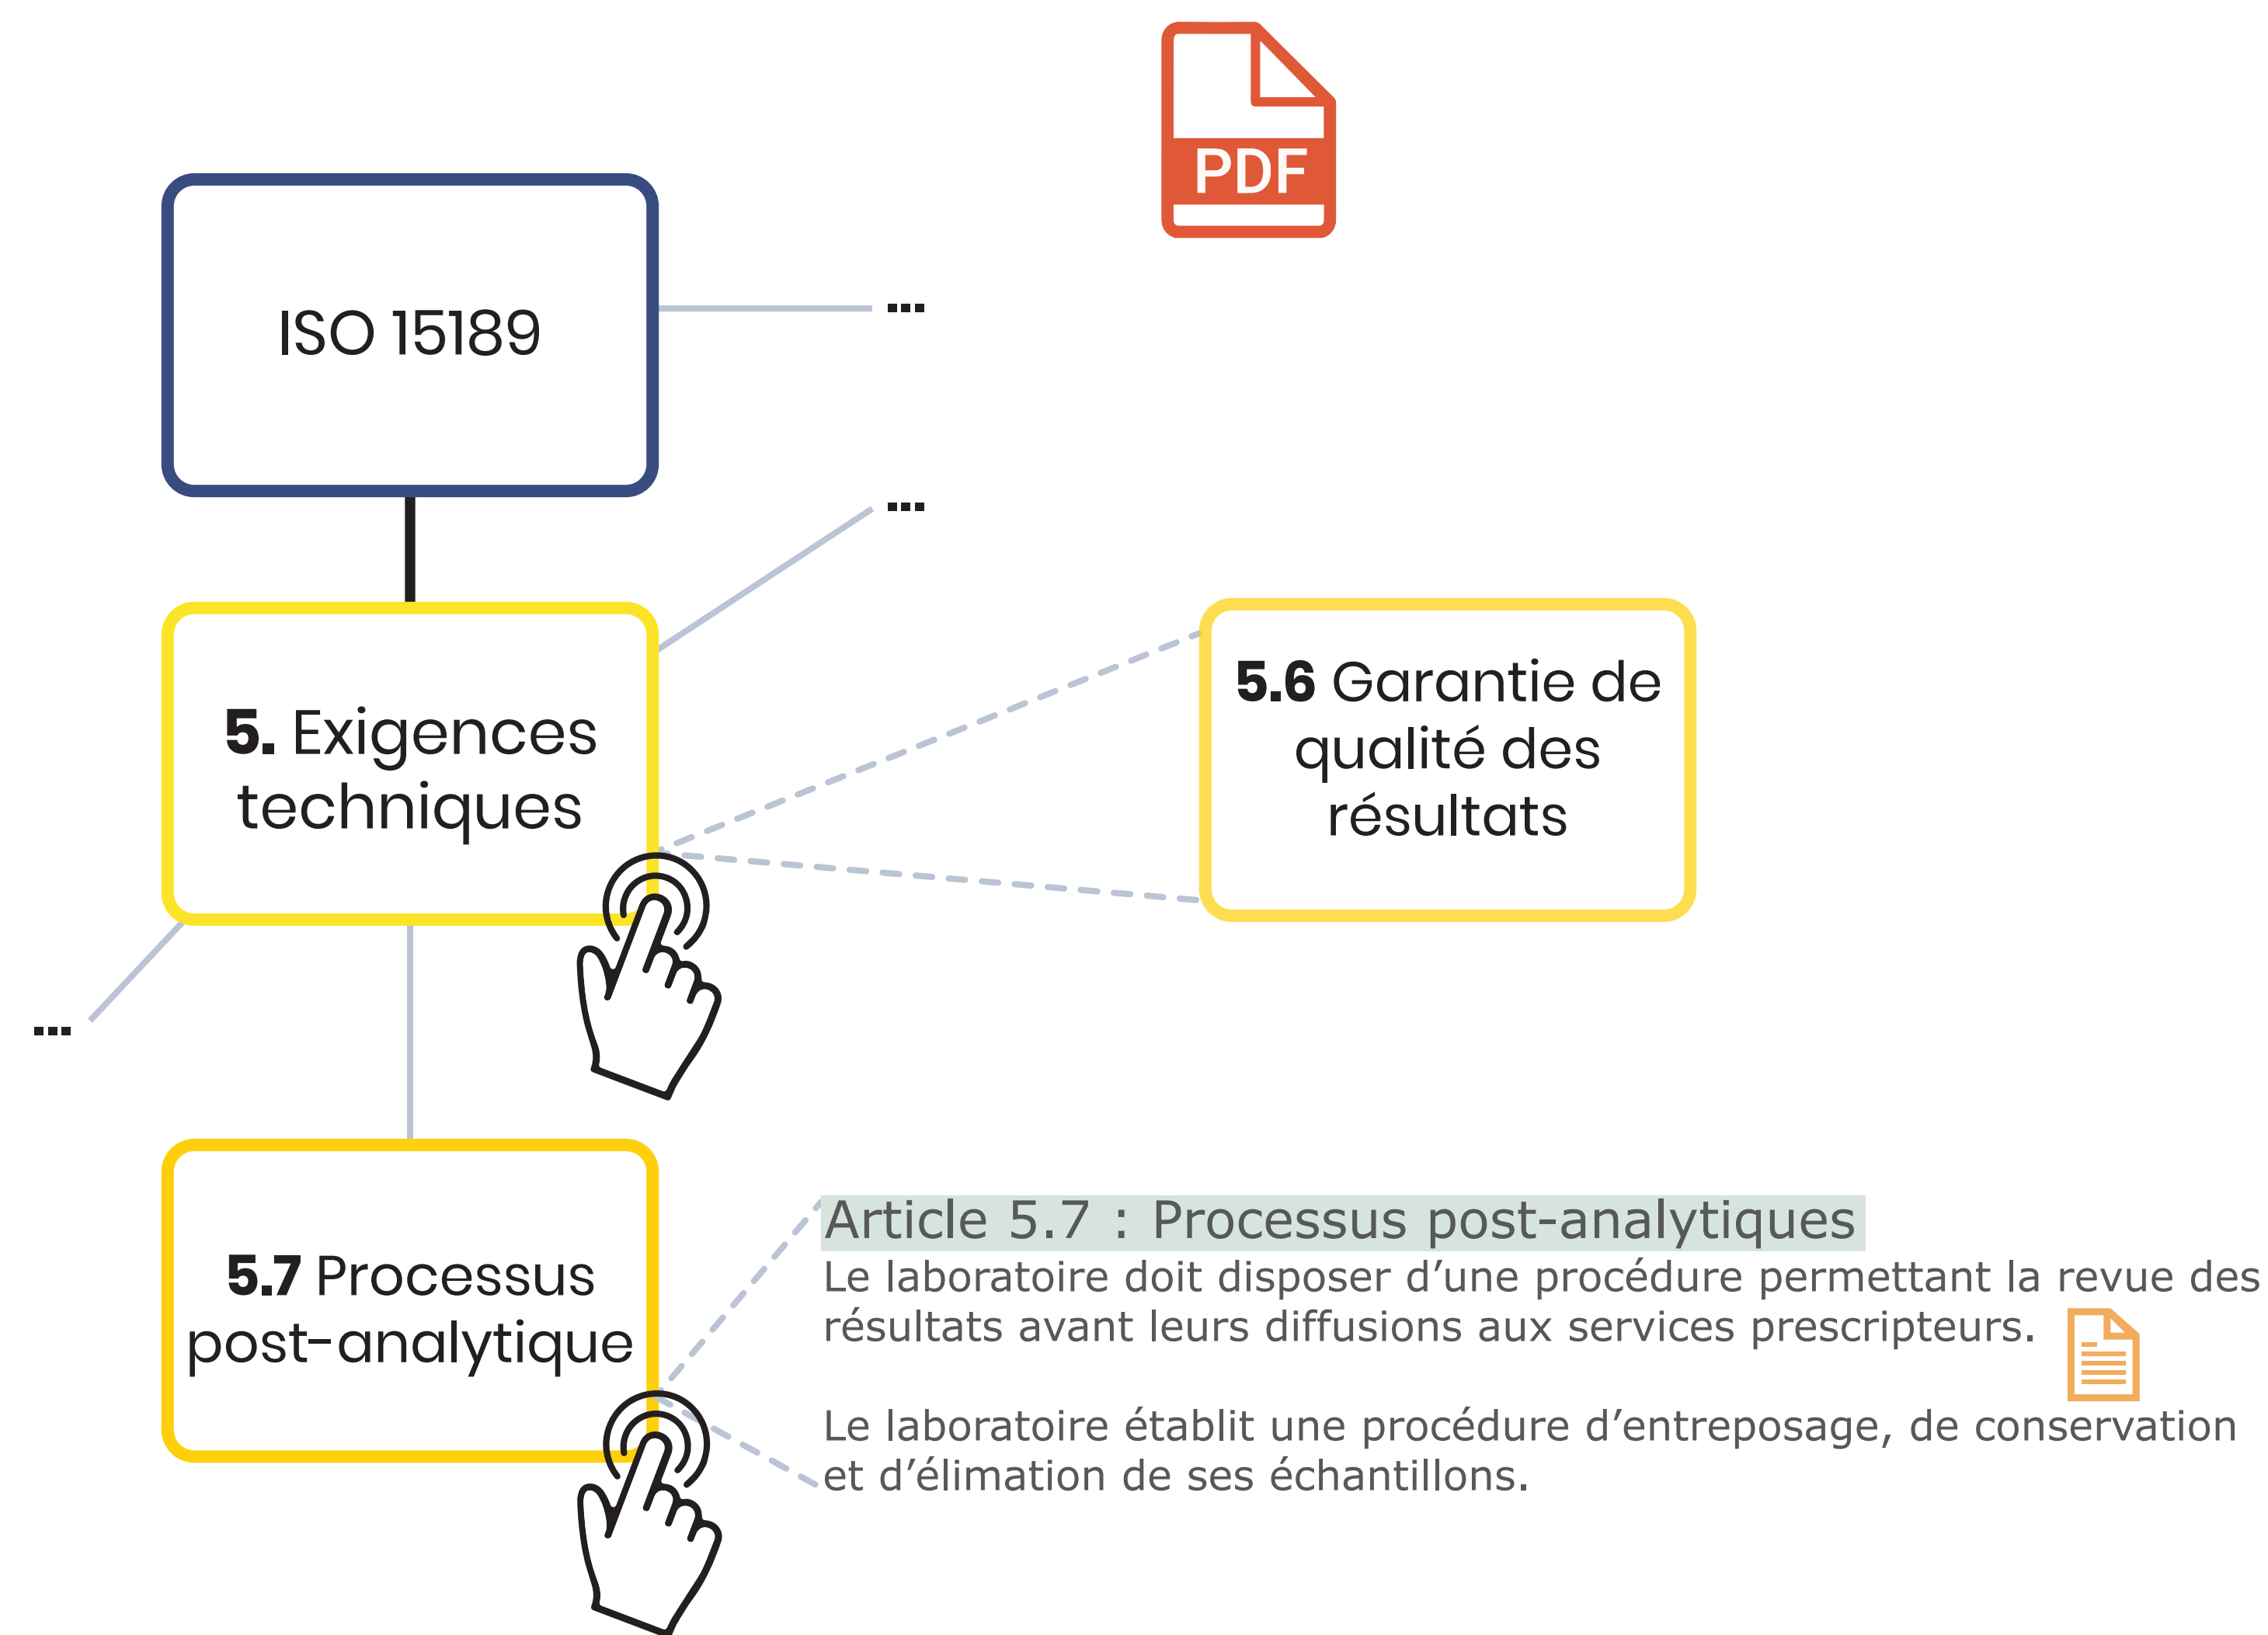 PDF
ISO 15189
...
...
5. Exigences
techniques
5.6 Garantie de
qualité des
résultats
...
5.7 Processus
post-analytique
Article 5.7 : Processus post-analytiques
Le laboratoire doit disposer d’une procédure permettant la revue des
résultats avant leurs diffusions aux services prescripteurs.
Le laboratoire établit une procédure d’entreposage, de conservation
et d’élimation de ses échantillons.